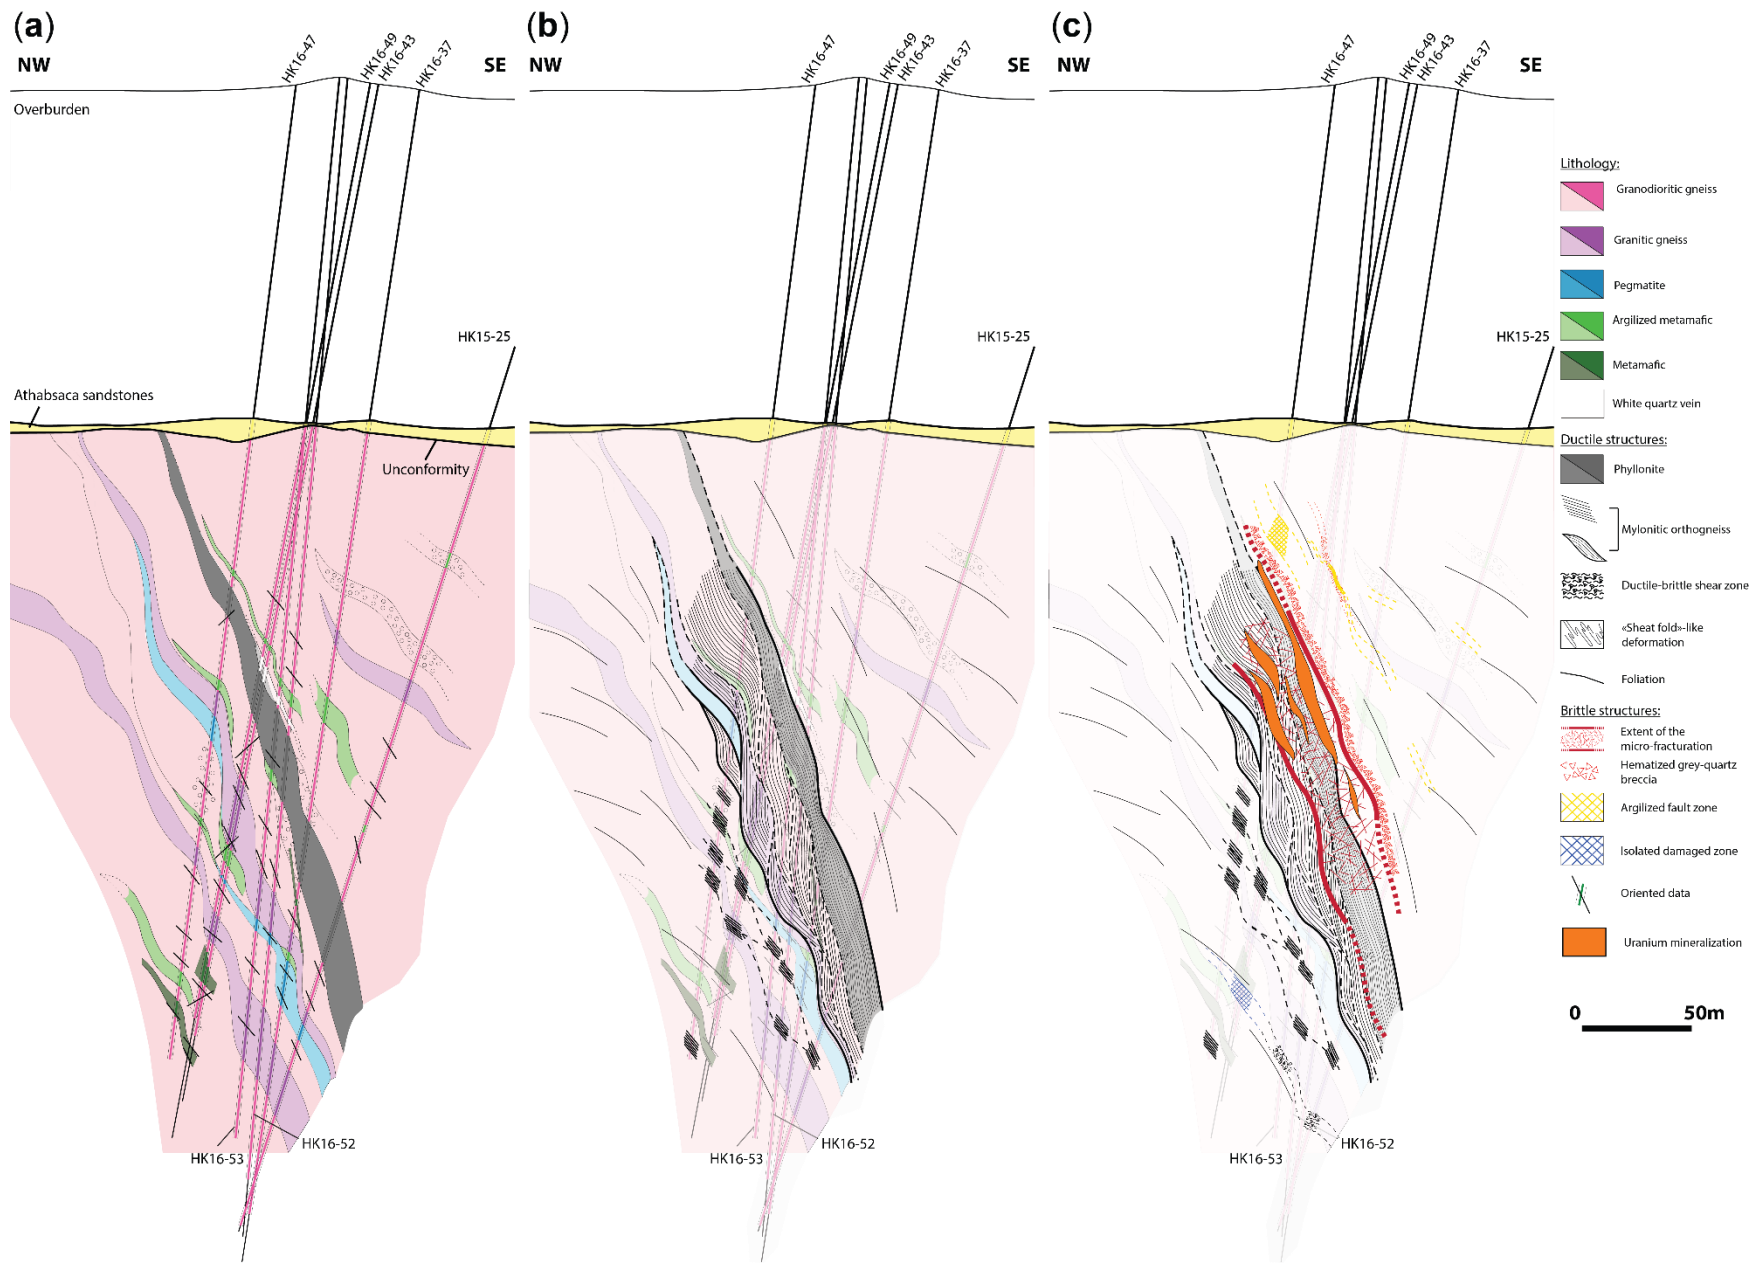 (a)
NW
HK16-47
HK16-49
HK16-43
HK16-37
SE
Overburden
HK15-25
Athabsaca sandstones
Unconformity
HK16-53
HK16-52
(b)
NW
HK16-47
HK16-49
HK16-43
HK16-37
SE
HK15-25
HK16-53
HK16-52
(c)
NW
HK16-47
HK16-49
HK16-43
HK16-37
SE
HK15-25
HK16-53
HK16-52
Lithology:
Granodioritic gneiss
Granitic gneiss
Pegmatite
Argilized metamafic
Metamafic
White quartz vein
Ductile structures:
Phyllonite
Mylonitic orthogneiss
Ductile-brittle shear zone
«Sheat fold»-like
deformation
Foliation
Brittle structures:
Extent of the
micro-fracturation
Hematized grey-quartz
breccia
Argilized fault zone
Isolated damaged zone
Oriented data
Uranium mineralization
0 50m